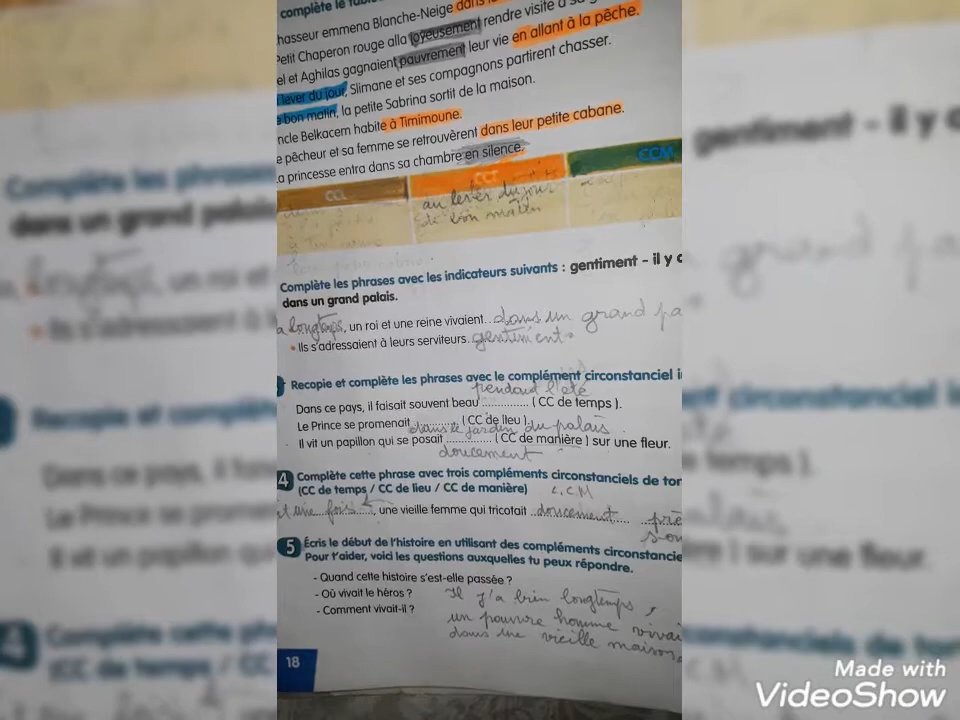 complète le
hasseur emmena Blanche-Neige dans
Petit Chaperon rouge alla joyeusement rendre visite à
el et Aghilas gagnaient pauvrement leur vie en allant à la pêche.
lever du jour, Slimane et ses compagnons partirent chasser.
bon matin, la petite Sabrina sortit de la maison.
ncle Belkacem habite à Timimoune.
e pêcheur et sa femme se retrouvèrent dans leur petite cabane.
a princesse entra dans sa chambre en silence.
CCL CCT CCM
au lever du jour
de bon matin
Complète les phrases avec les indicateurs suivants : gentiment - il y a
dans un grand palais.
a longtemps, un roi et une reine vivaient dans un grand pa
Ils s'adressaient à leurs serviteurs gentiment
Recopie et complète les phrases avec le complément circonstanciel i
pendant l'été
Dans ce pays, il faisait souvent beau ............... ( CC de temps ).
Le Prince se promenait ( CC de lieu ).
dans le jardin du palais
Il vit un papillon qui se posait .............. ( CC de manière ) sur une fleur.
doucement
4 Complète cette phrase avec trois compléments circonstanciels de
(CC de temps / CC de lieu / CC de manière)
C.C.M
t une fois, une vieille femme qui tricotait doucement près
5 Écris le début de l'histoire en utilisant des compléments circonstancie
Pour t'aider, voici les questions auxquelles tu peux répondre.
- Quand cette histoire s'est-elle passée ?
- Où vivait le héros ?
- Comment vivait-il ?
Il y'a bien longtemps,
un pauvre homme vivai
dans une vieille maison.
18
Made with
VideoShow